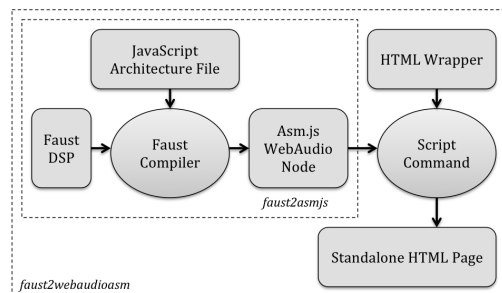 JavaScript
Architecture File
HTML Wrapper
Faust
DSP
Faust
Compiler
Asm.js
WebAudio
Node
Script
Command
faust2asmjs
Standalone HTML Page
faust2webaudioasm